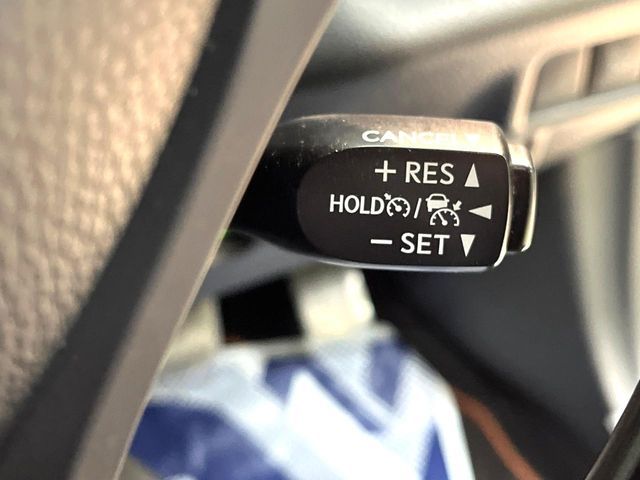 CANCEL▼
+ RES ▲
HOLD / ◀
− SET ▼